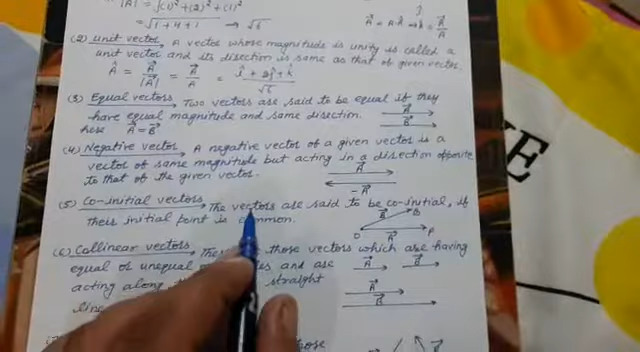 |A| = √(1)² + (2)² + (1)²
= √1+4+1 → √6
(2) Unit vector → A vector whose magnitude is unity is called a
unit vector and its direction is same as that of given vector.
Â = A⃗ / |A⃗| = A⃗ / A = î + 2ĵ + k̂ / √6
(3) Equal vectors → Two vectors are said to be equal if they
have equal magnitude and same direction.
here A⃗ = B⃗
A⃗
B⃗
(4) Negative vector → A negative vector of a given vector is a
vector of same magnitude but acting in a direction opposite
to that of the given vector.
A⃗
-A⃗
(5) Co-initial vectors → The vectors are said to be co-initial, if
their initial point is common.
B⃗ B
O A⃗
(6) Collinear vectors → those vectors which are having
equal or unequal and are
acting along straight
line
A⃗ B⃗
A⃗
B⃗